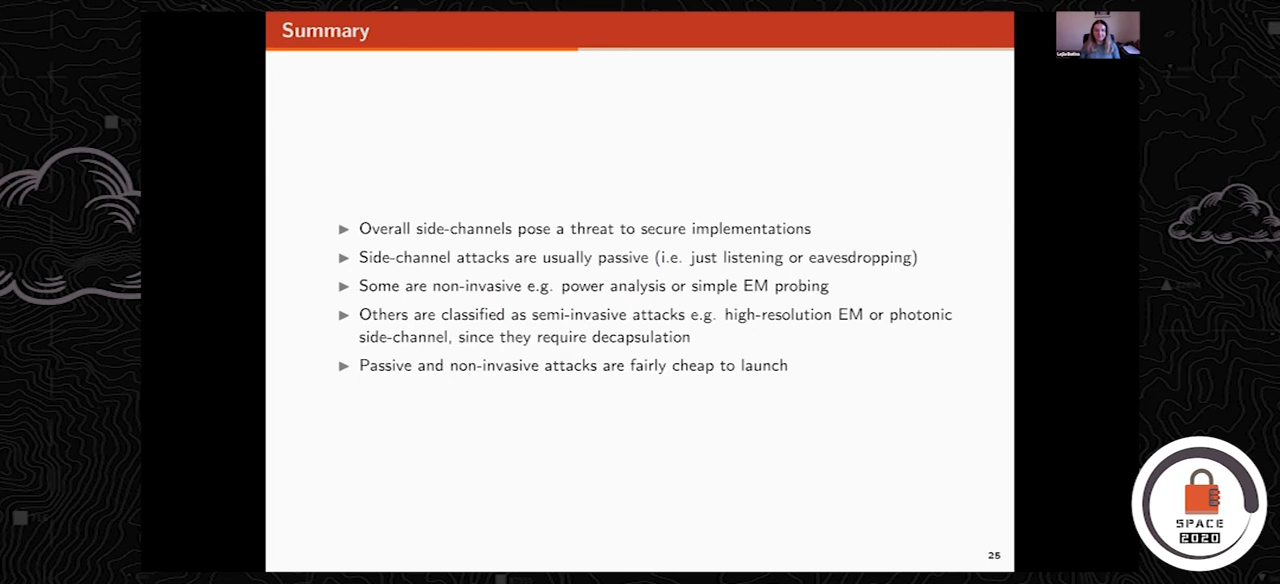 Summary
Lejla Batina
▶ Overall side-channels pose a threat to secure implementations
▶ Side-channel attacks are usually passive (i.e. just listening or eavesdropping)
▶ Some are non-invasive e.g. power analysis or simple EM probing
▶ Others are classified as semi-invasive attacks e.g. high-resolution EM or photonic
side-channel, since they require decapsulation
▶ Passive and non-invasive attacks are fairly cheap to launch
SPACE
2020
25